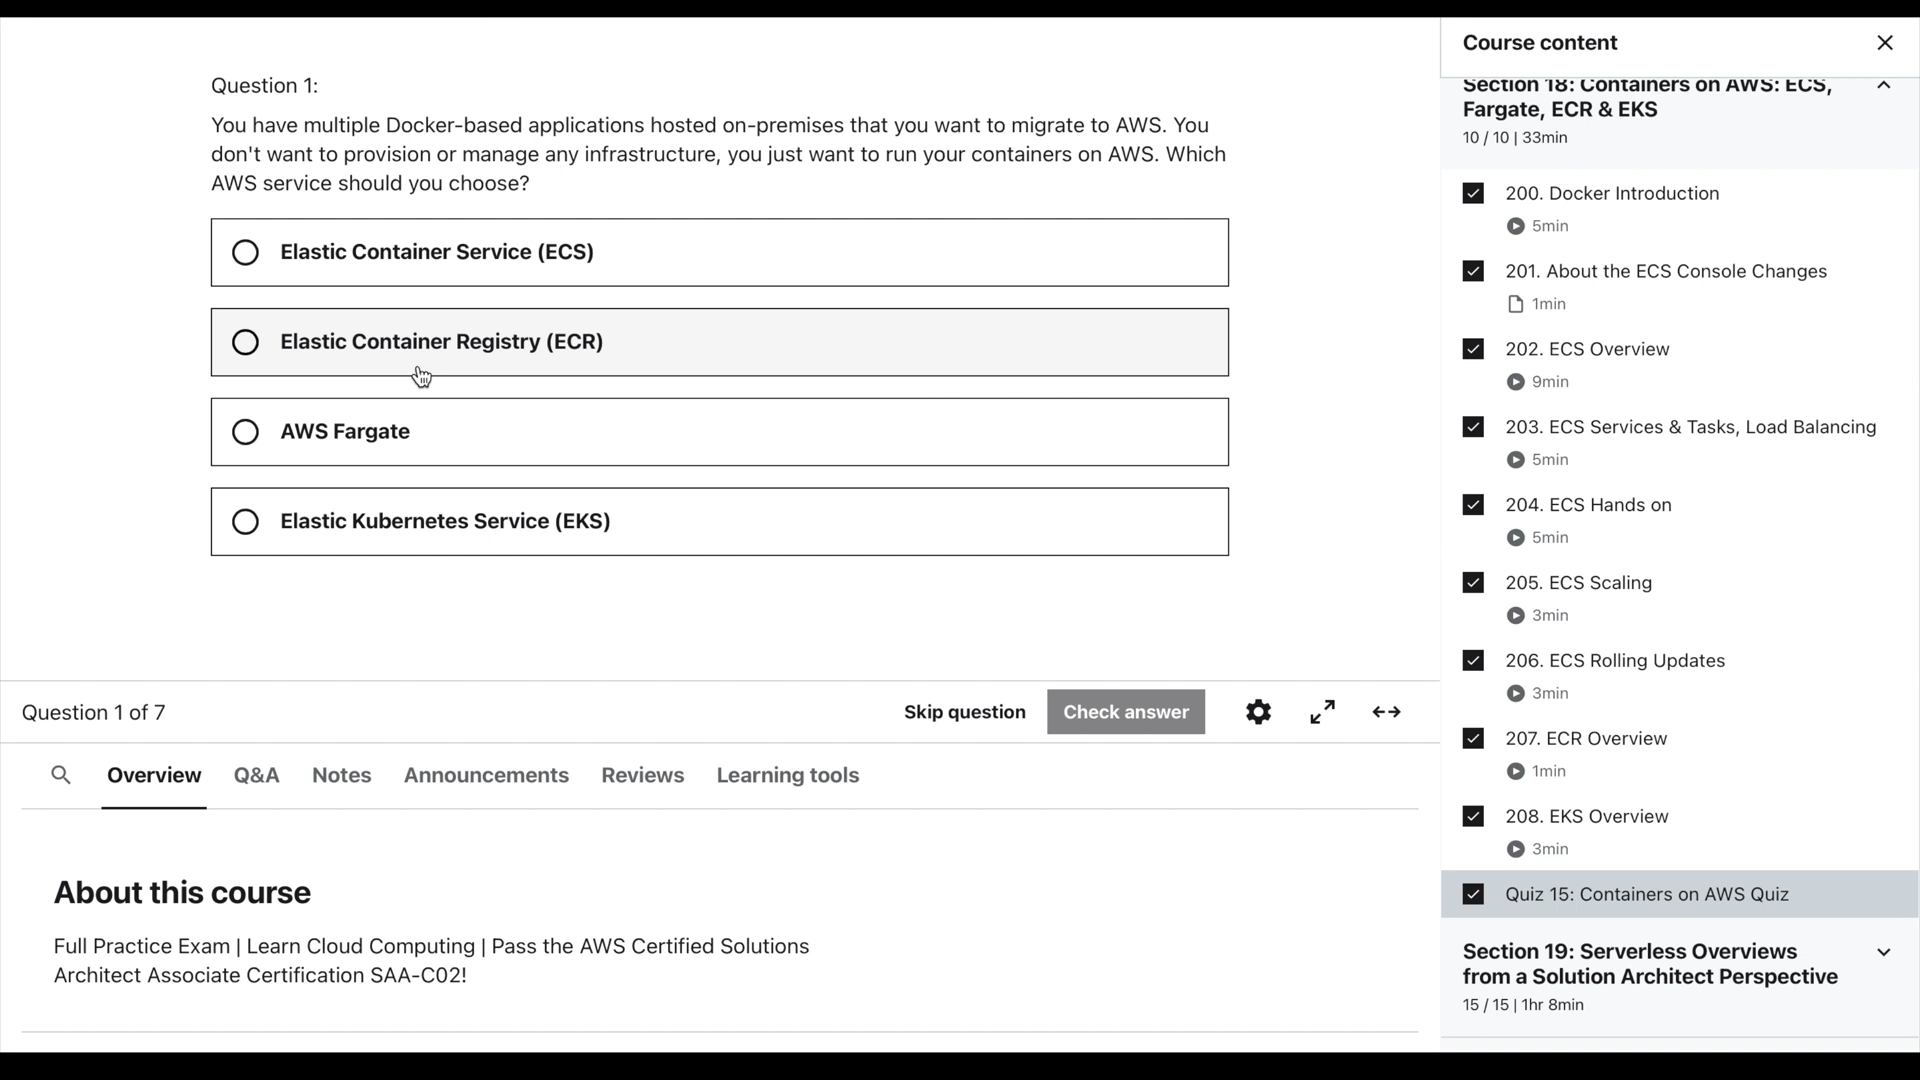 Question 1:
You have multiple Docker-based applications hosted on-premises that you want to migrate to AWS. You
don't want to provision or manage any infrastructure, you just want to run your containers on AWS. Which
AWS service should you choose?
Elastic Container Service (ECS)
Elastic Container Registry (ECR)
AWS Fargate
Elastic Kubernetes Service (EKS)
Question 1 of 7
Skip question
Check answer
Overview
Q&A
Notes
Announcements
Reviews
Learning tools
About this course
Full Practice Exam | Learn Cloud Computing | Pass the AWS Certified Solutions
Architect Associate Certification SAA-C02!
Course content
Section 18: Containers on AWS: ECS,
Fargate, ECR & EKS
10 / 10 | 33min
200. Docker Introduction
5min
201. About the ECS Console Changes
1min
202. ECS Overview
9min
203. ECS Services & Tasks, Load Balancing
5min
204. ECS Hands on
5min
205. ECS Scaling
3min
206. ECS Rolling Updates
3min
207. ECR Overview
1min
208. EKS Overview
3min
Quiz 15: Containers on AWS Quiz
Section 19: Serverless Overviews
from a Solution Architect Perspective
15 / 15 | 1hr 8min